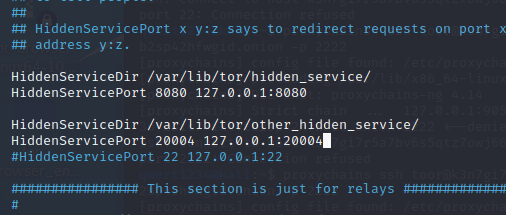 ##
## HiddenServicePort x y:z says to redirect requests on port x
## address y:z.
HiddenServiceDir /var/lib/tor/hidden_service/
HiddenServicePort 8080 127.0.0.1:8080
HiddenServiceDir /var/lib/tor/other_hidden_service/
HiddenServicePort 20004 127.0.0.1:20004
#HiddenServicePort 22 127.0.0.1:22
################ This section is just for relays #############
#